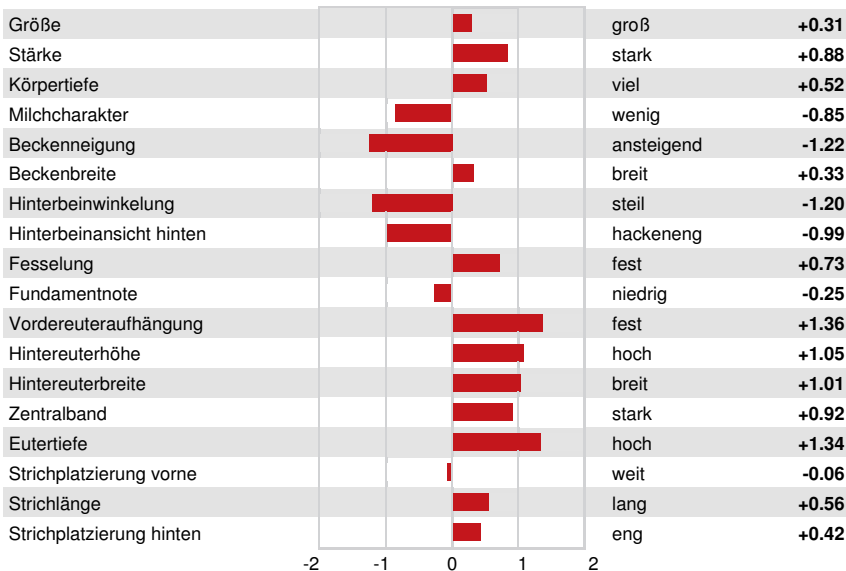 Größe groß +0.31
Stärke stark +0.88
Körpertiefe viel +0.52
Milchcharakter wenig -0.85
Beckenneigung ansteigend -1.22
Beckenbreite breit +0.33
Hinterbeinwinkelung steil -1.20
Hinterbeinansicht hinten hackeneng -0.99
Fesselung fest +0.73
Fundamentnote niedrig -0.25
Vordereuteraufhängung fest +1.36
Hintereuterhöhe hoch +1.05
Hintereuterbreite breit +1.01
Zentralband stark +0.92
Eutertiefe hoch +1.34
Strichplatzierung vorne weit -0.06
Strichlänge lang +0.56
Strichplatzierung hinten eng +0.42
-2 -1 0 1 2